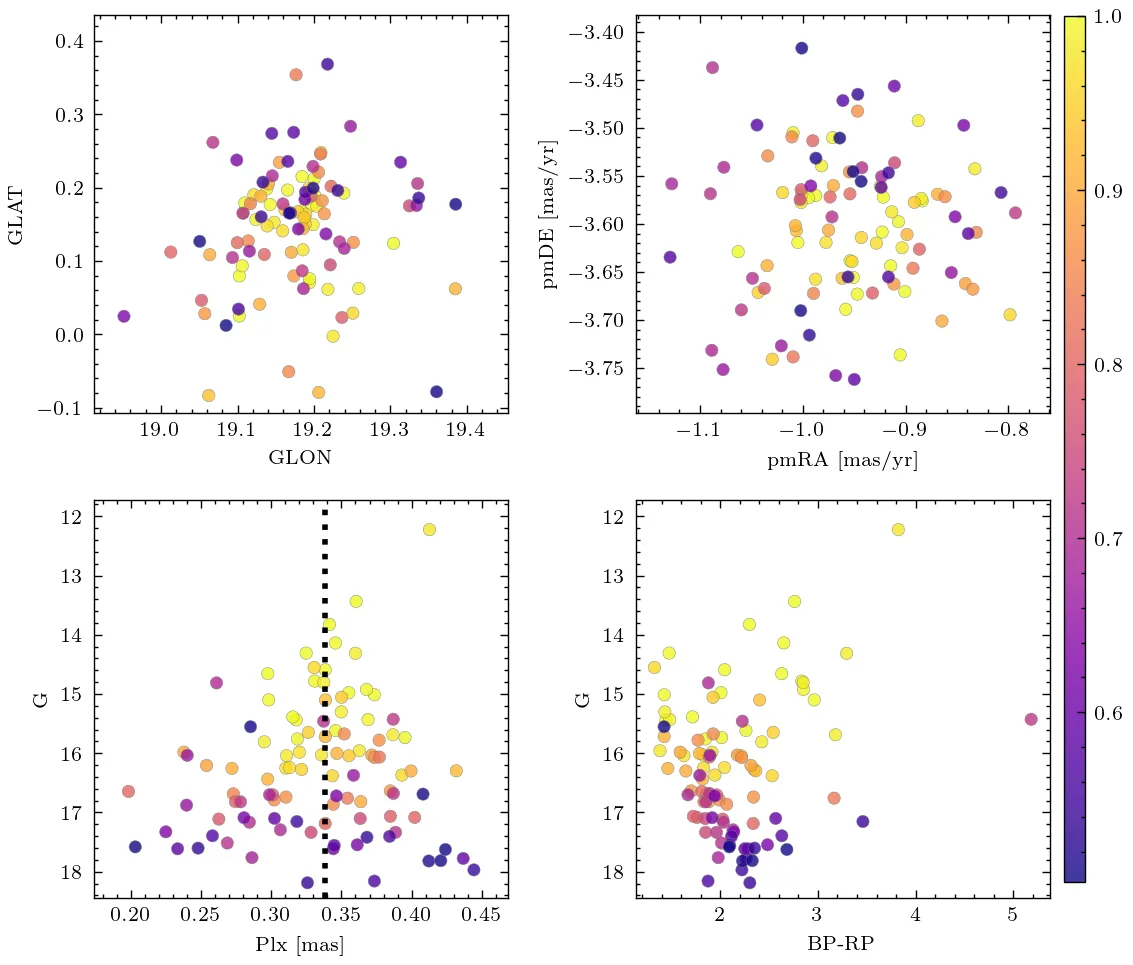 0.4
0.3
0.2
0.1
0.0
−0.1
GLAT
19.0 19.1 19.2 19.3 19.4
GLON
−3.40
−3.45
−3.50
−3.55
−3.60
−3.65
−3.70
−3.75
pmDE [mas/yr]
−1.1 −1.0 −0.9 −0.8
pmRA [mas/yr]
1.0
0.9
0.8
0.7
0.6
12
13
14
15
16
17
18
G
0.20 0.25 0.30 0.35 0.40 0.45
Plx [mas]
12
13
14
15
16
17
18
G
2 3 4 5
BP-RP